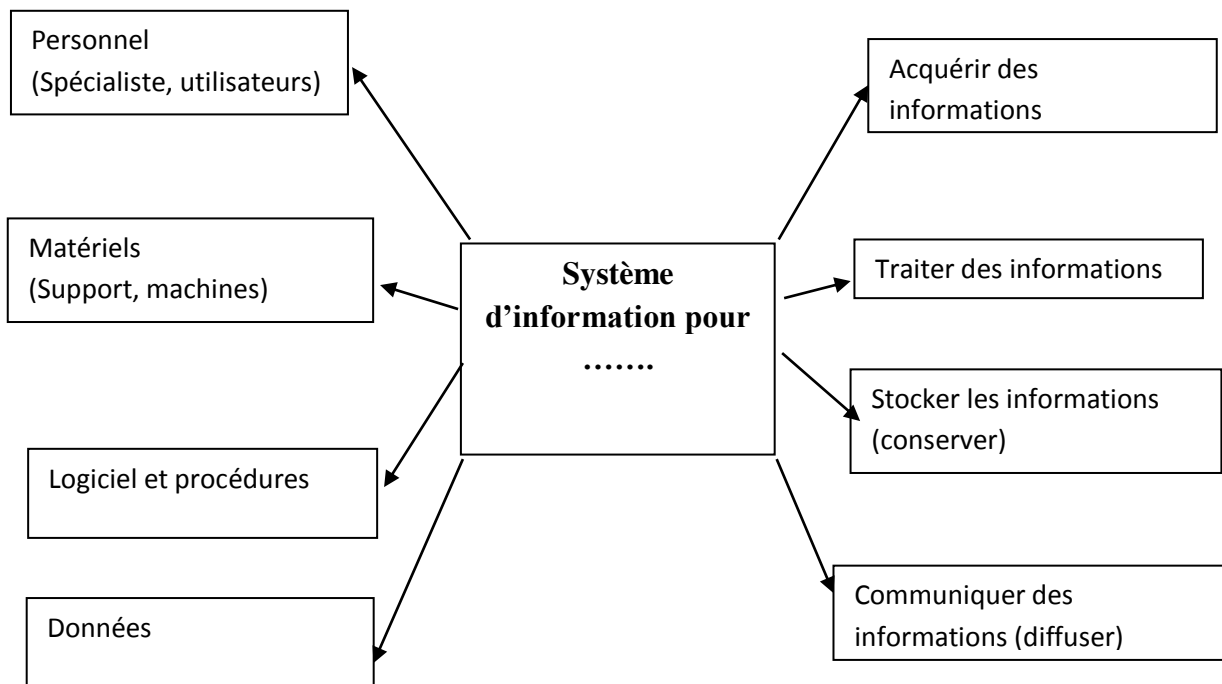 Personnel
(Spécialiste, utilisateurs)
Matériels
(Support, machines)
Logiciel et procédures
Données
Système
d’information pour
…….
Acquérir des
informations
Traiter des informations
Stocker les informations
(conserver)
Communiquer des
informations (diffuser)